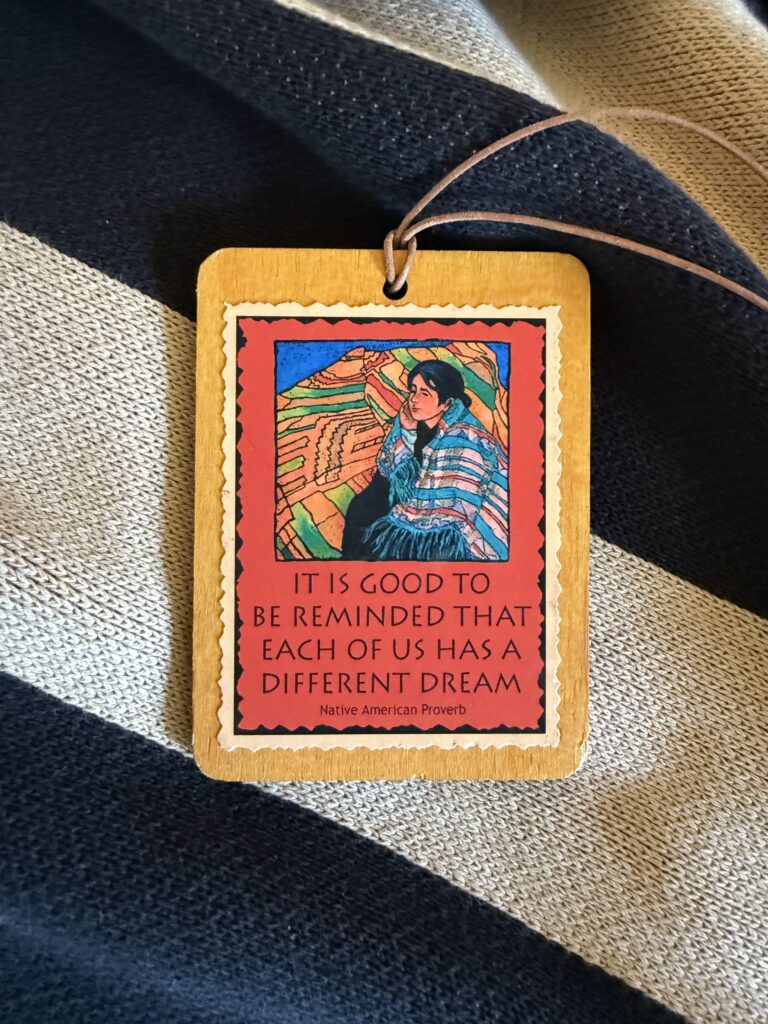 IT IS GOOD TO
BE REMINDED THAT
EACH OF US HAS A
DIFFERENT DREAM
Native American Proverb